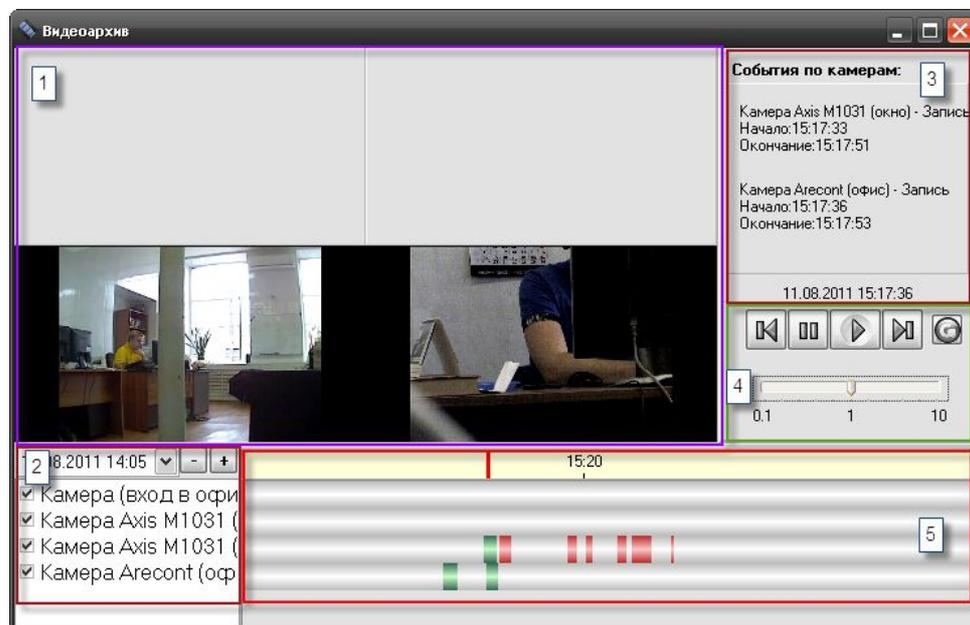 Видеоархив
1
События по камерам:
3
Камера Axis M1031 (окно) - Запись
Начало:15:17:33
Окончание:15:17:51
Камера Arecont (офис) - Запись
Начало:15:17:36
Окончание:15:17:53
11.08.2011 15:17:36
4
0.1 1 10
2
08.2011 14:05 - +
15:20
Камера (вход в офи
Камера Axis M1031 (
Камера Axis M1031 (
Камера Arecont (оф
5